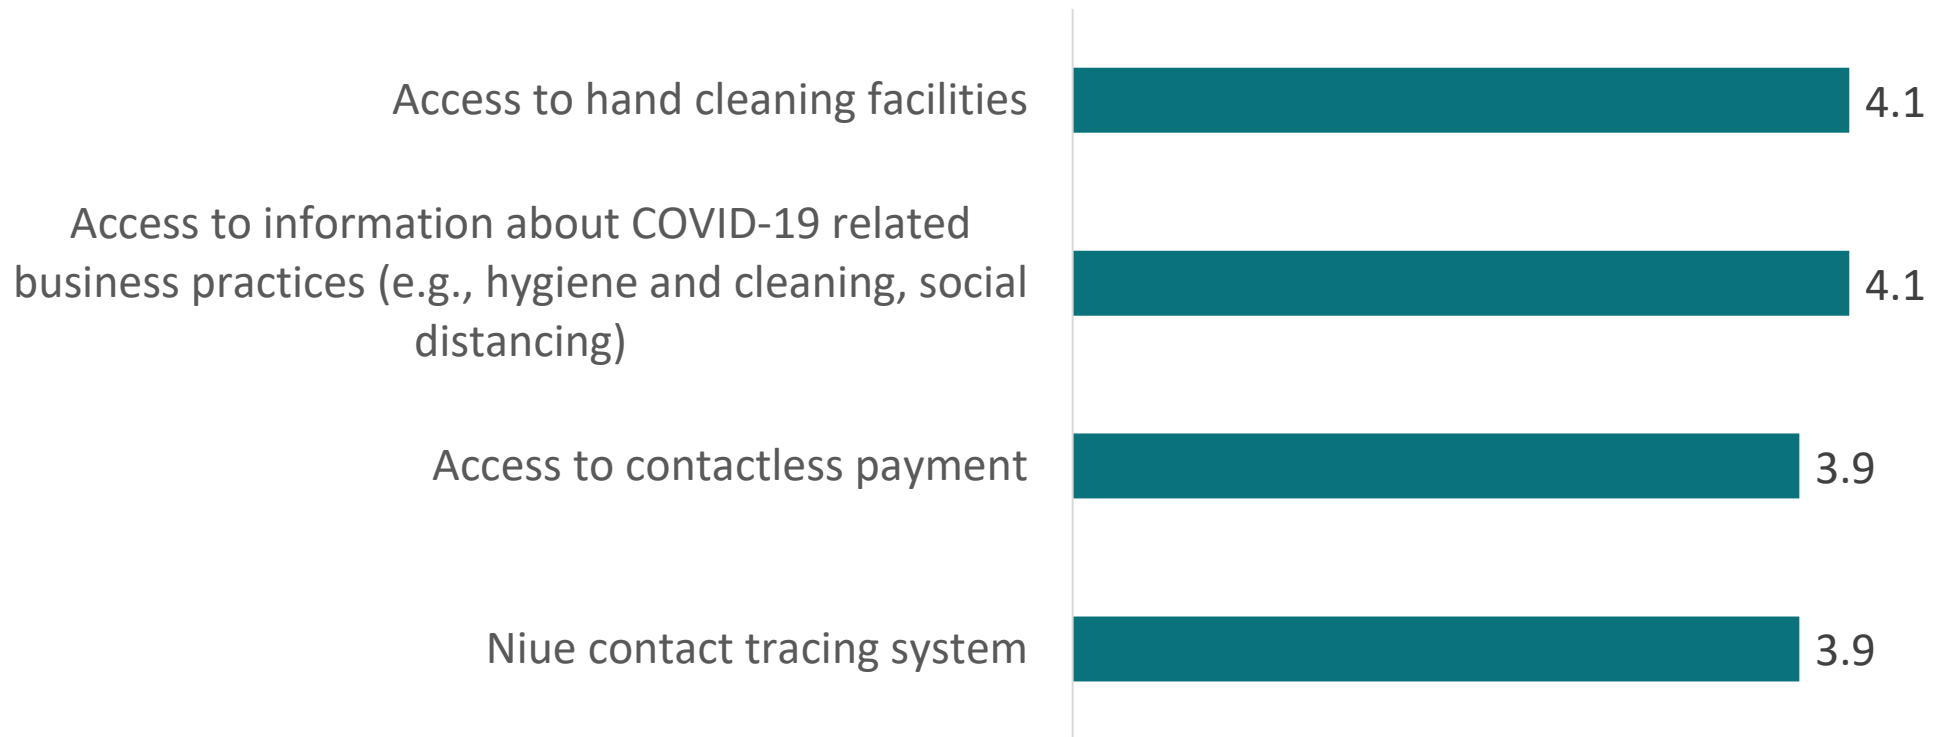 Access to hand cleaning facilities
4.1
Access to information about COVID-19 related
business practices (e.g., hygiene and cleaning, social
distancing)
4.1
Access to contactless payment
3.9
Niue contact tracing system
3.9